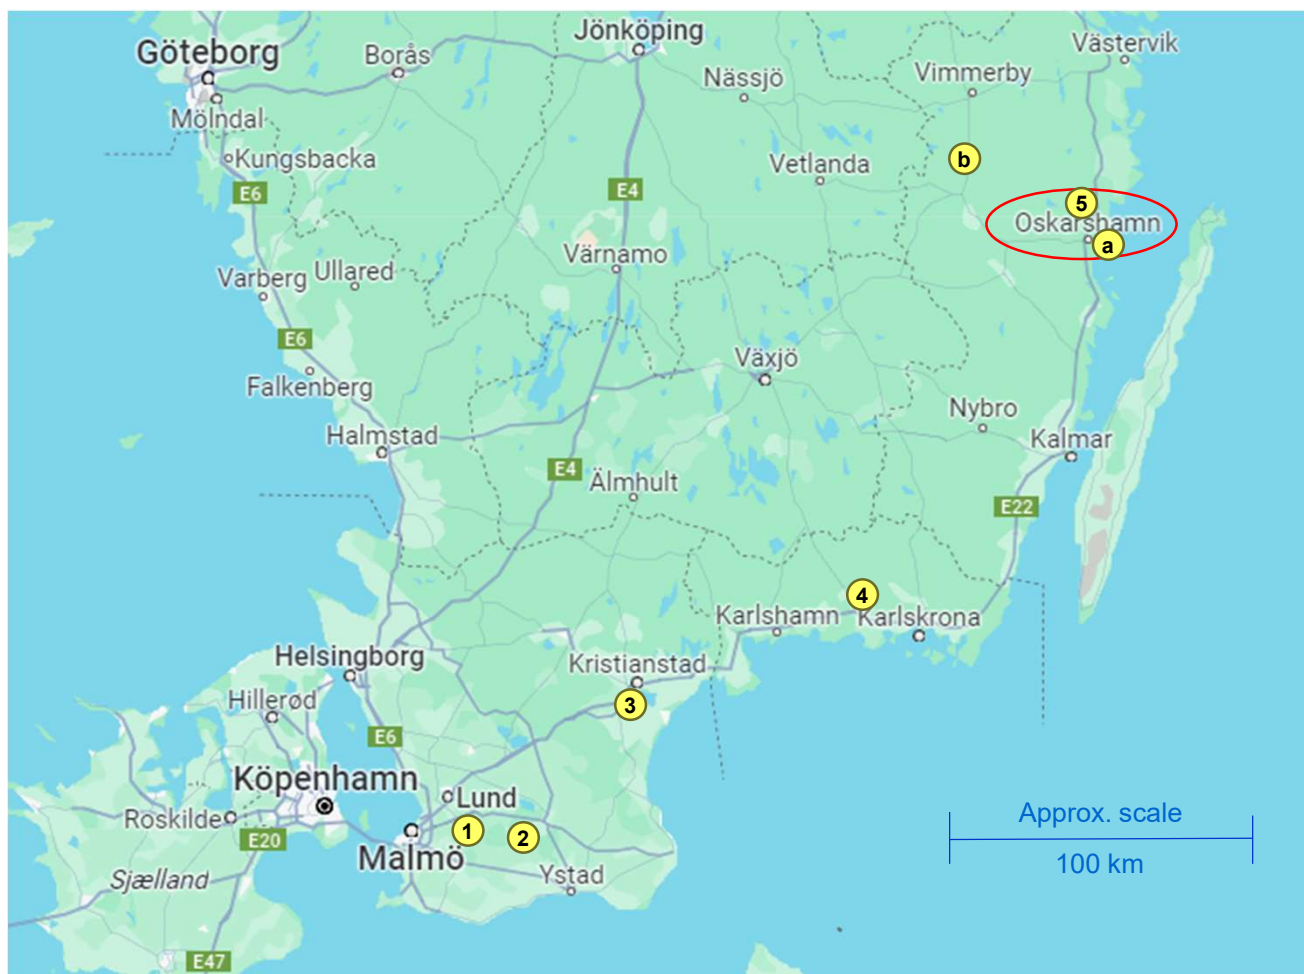 Jönköping
Västervik
Göteborg
Borås
Nässjö
Vimmerby
Mölndal
Kungsbacka
b
Vetlanda
E6
E4
5
Oskarshamn
a
Värnamo
Varberg
Ullared
E6
Växjö
Falkenberg
Nybro
Halmstad
Kalmar
E4
Älmhult
E22
4
Karlshamn
Karlskrona
Helsingborg
Kristianstad
Hillerød
3
E6
Köpenhamn
Lund
Roskilde
1
2
E20
Malmö
Sjælland
Ystad
E47
Approx. scale
100 km